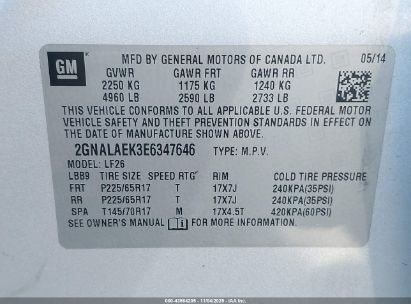 GM
MFD BY GENERAL MOTORS OF CANADA LTD. 05/14
GVWR GAWR FRT GAWR RR
2250 KG 1175 KG 1240 KG
4960 LB 2590 LB 2733 LB
THIS VEHICLE CONFORMS TO ALL APPLICABLE U.S. FEDERAL MOTOR
VEHICLE SAFETY AND THEFT PREVENTION STANDARDS IN EFFECT ON
THE DATE OF MANUFACTURE SHOWN ABOVE.
2GNALAEK3E6347646 TYPE: M.P.V.
MODEL: LF26
LBB9 TIRE SIZE SPEED RTG RIM COLD TIRE PRESSURE
FRT P225/65R17 T 17X7J 240KPA(35PSI)
RR P225/65R17 T 17X7J 240KPA(35PSI)
SPA T145/70R17 M 17X4.5T 420KPA(60PSI)
SEE OWNER'S MANUAL FOR MORE INFORMATION.